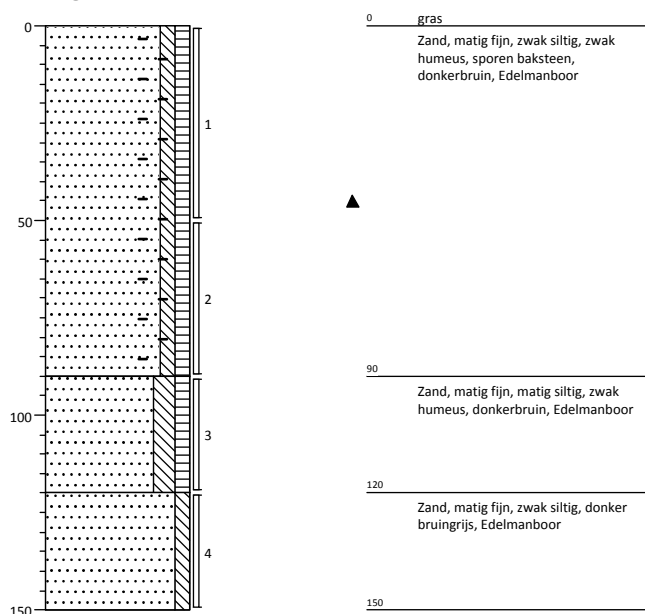 0
50
100
150
1
2
3
4
0 gras
Zand, matig fijn, zwak siltig, zwak
humeus, sporen baksteen,
donkerbruin, Edelmanboor
90
Zand, matig fijn, matig siltig, zwak
humeus, donkerbruin, Edelmanboor
120
Zand, matig fijn, zwak siltig, donker
bruingrijs, Edelmanboor
150